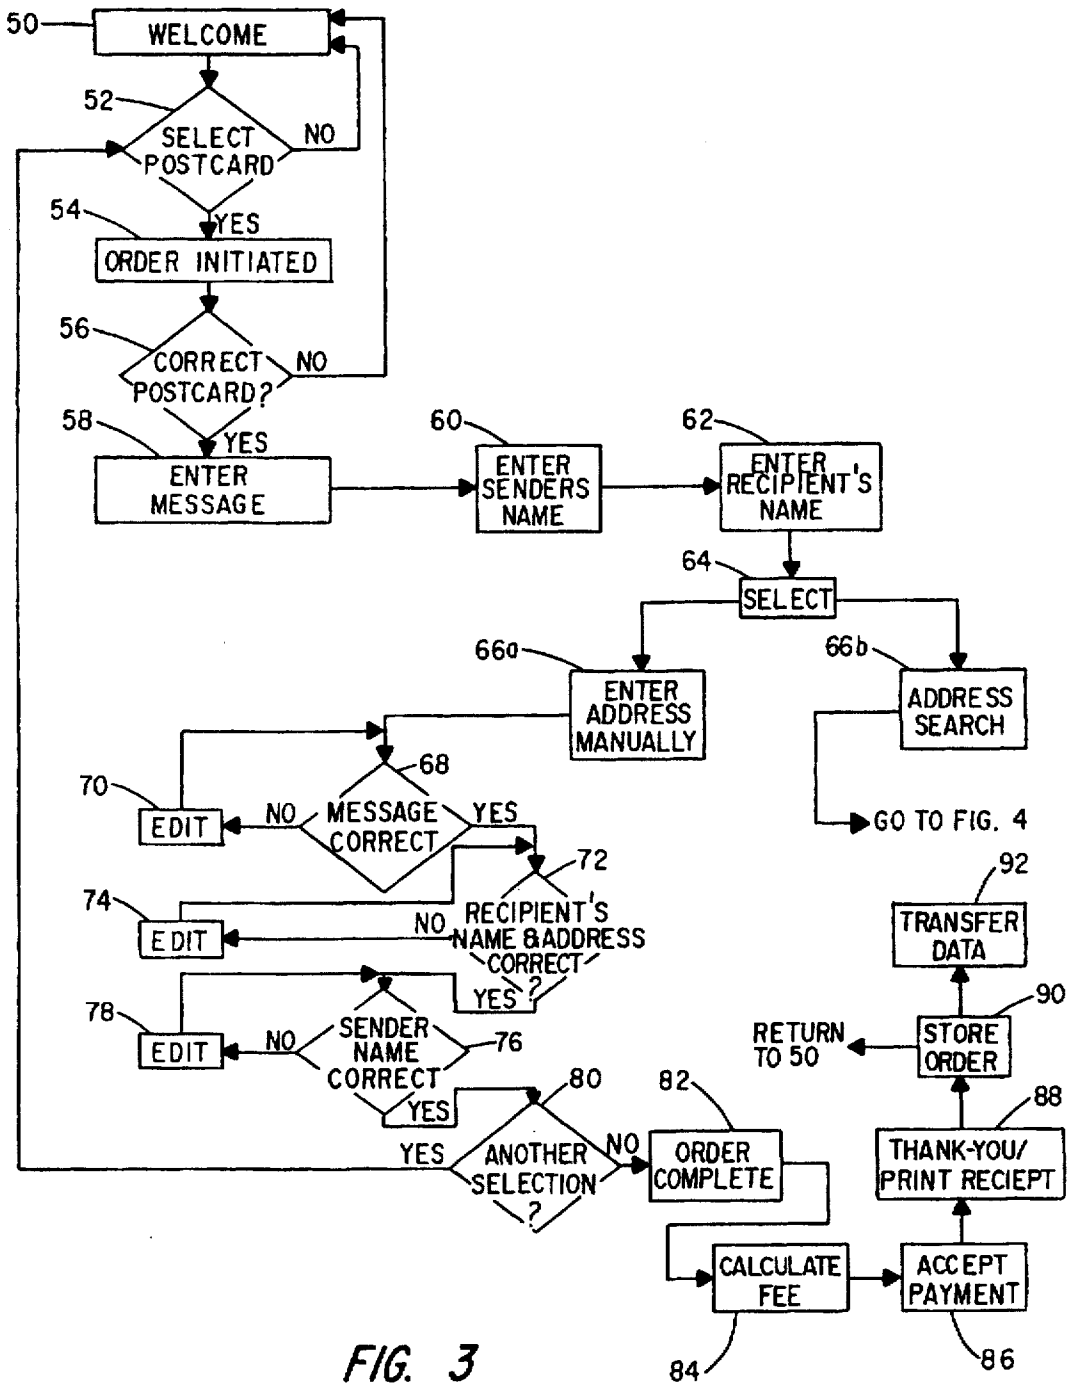 50
WELCOME
52
SELECT
POSTCARD
NO
YES
54
ORDER INITIATED
56
CORRECT
POSTCARD?
NO
YES
58
ENTER
MESSAGE
60
ENTER
SENDERS
NAME
62
ENTER
RECIPIENT'S
NAME
64
SELECT
66a
ENTER
ADDRESS
MANUALLY
66b
ADDRESS
SEARCH
GO TO FIG. 4
68
MESSAGE
CORRECT
YES
NO
70
EDIT
72
RECIPIENT'S
NAME & ADDRESS
CORRECT
?
NO
YES
74
EDIT
76
SENDER
NAME
CORRECT
NO
YES
78
EDIT
80
ANOTHER
SELECTION
?
YES
NO
82
ORDER
COMPLETE
CALCULATE
FEE
84
ACCEPT
PAYMENT
86
88
THANK-YOU/
PRINT RECIEPT
90
STORE
ORDER
RETURN
TO 50
92
TRANSFER
DATA
FIG. 3